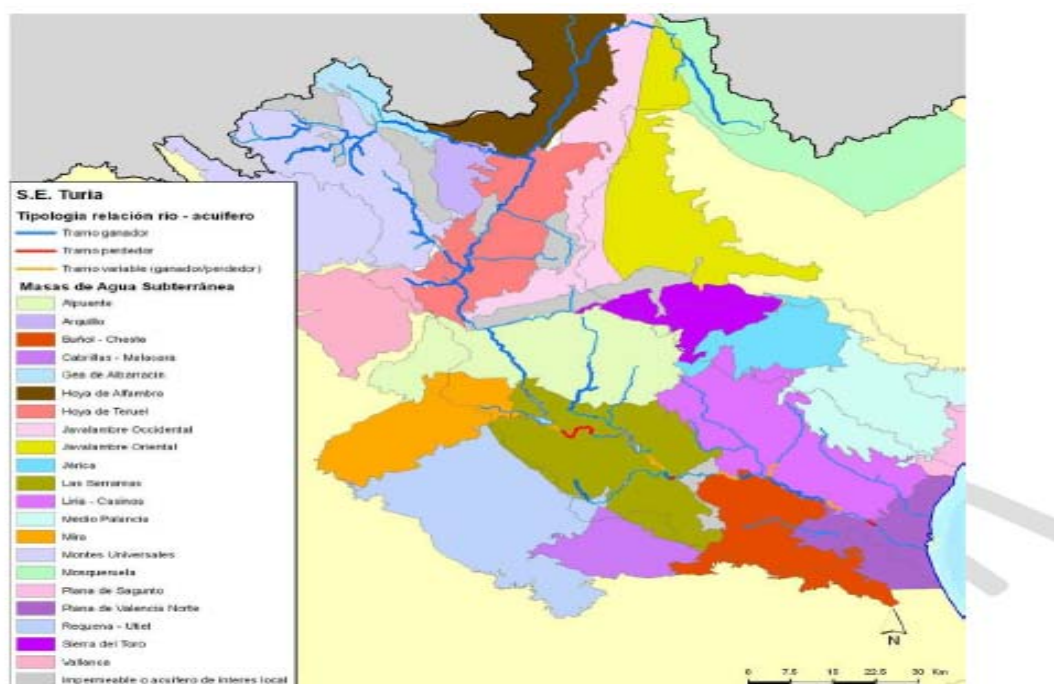 S.E. Turia
Tipología relación río - acuífero
Tramo ganador
Tramo perdedor
Tramo variable (ganador/perdedor)
Masas de Agua Subterránea
Alpuente
Arquillo
Buñol - Cheste
Cabrillas - Malacara
Gea de Albarracín
Hoya de Alfambra
Hoya de Teruel
Javalambre Occidental
Javalambre Oriental
Jérica
Las Serranías
Liria - Casinos
Medio Palancia
Mira
Montes Universales
Mosqueruela
Plana de Sagunto
Plana de Valencia Norte
Requena - Utiel
Sierra del Toro
Vallanca
Impermeable o acuífero de interes local
N
0 7.5 15 22.5 30 Km